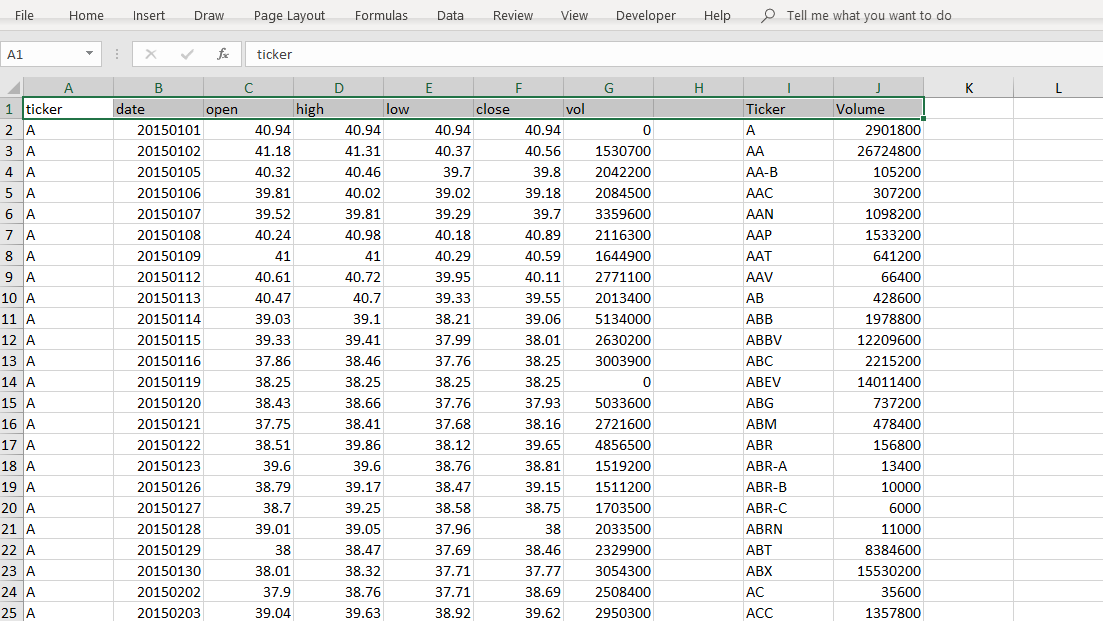 File Home Insert Draw Page Layout Formulas Data Review View Developer Help Tell me what you want to do
A1 fx ticker
A B C D E F G H I J K L
1 ticker date open high low close vol Ticker Volume
2 A 20150101 40.94 40.94 40.94 40.94 0 A 2901800
3 A 20150102 41.18 41.31 40.37 40.56 1530700 AA 26724800
4 A 20150105 40.32 40.46 39.7 39.8 2042200 AA-B 105200
5 A 20150106 39.81 40.02 39.02 39.18 2084500 AAC 307200
6 A 20150107 39.52 39.81 39.29 39.7 3359600 AAN 1098200
7 A 20150108 40.24 40.98 40.18 40.89 2116300 AAP 1533200
8 A 20150109 41 41 40.29 40.59 1644900 AAT 641200
9 A 20150112 40.61 40.72 39.95 40.11 2771100 AAV 66400
10 A 20150113 40.47 40.7 39.33 39.55 2013400 AB 428600
11 A 20150114 39.03 39.1 38.21 39.06 5134000 ABB 1978800
12 A 20150115 39.33 39.41 37.99 38.01 2630200 ABBV 12209600
13 A 20150116 37.86 38.46 37.76 38.25 3003900 ABC 2215200
14 A 20150119 38.25 38.25 38.25 38.25 0 ABEV 14011400
15 A 20150120 38.43 38.66 37.76 37.93 5033600 ABG 737200
16 A 20150121 37.75 38.41 37.68 38.16 2721600 ABM 478400
17 A 20150122 38.51 39.86 38.12 39.65 4856500 ABR 156800
18 A 20150123 39.6 39.6 38.76 38.81 1519200 ABR-A 13400
19 A 20150126 38.79 39.17 38.47 39.15 1511200 ABR-B 10000
20 A 20150127 38.7 39.25 38.58 38.75 1703500 ABR-C 6000
21 A 20150128 39.01 39.05 37.96 38 2033500 ABRN 11000
22 A 20150129 38 38.47 37.69 38.46 2329900 ABT 8384600
23 A 20150130 38.01 38.32 37.71 37.77 3054300 ABX 15530200
24 A 20150202 37.9 38.76 37.71 38.69 2508400 AC 35600
25 A 20150203 39.04 39.63 38.92 39.62 2950300 ACC 1357800